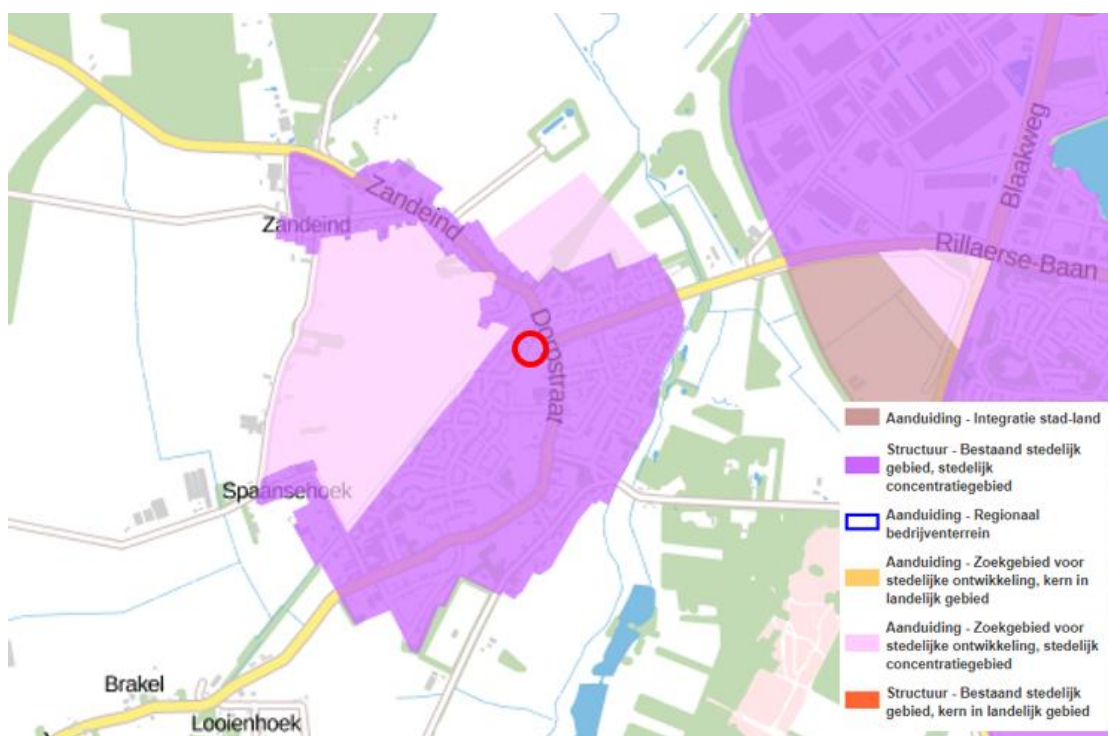 Zandeind
Zandeind
Dorpstraat
Blaakweg
Rillaerse-Baan
Spaansehoek
Brakel
Looienhoek
Aanduiding - Integratie stad-land
Structuur - Bestaand stedelijk
gebied, stedelijk
concentratiegebied
Aanduiding - Regionaal
bedrijventerrein
Aanduiding - Zoekgebied voor
stedelijke ontwikkeling, kern in
landelijk gebied
Aanduiding - Zoekgebied voor
stedelijke ontwikkeling, stedelijk
concentratiegebied
Structuur - Bestaand stedelijk
gebied, kern in landelijk gebied